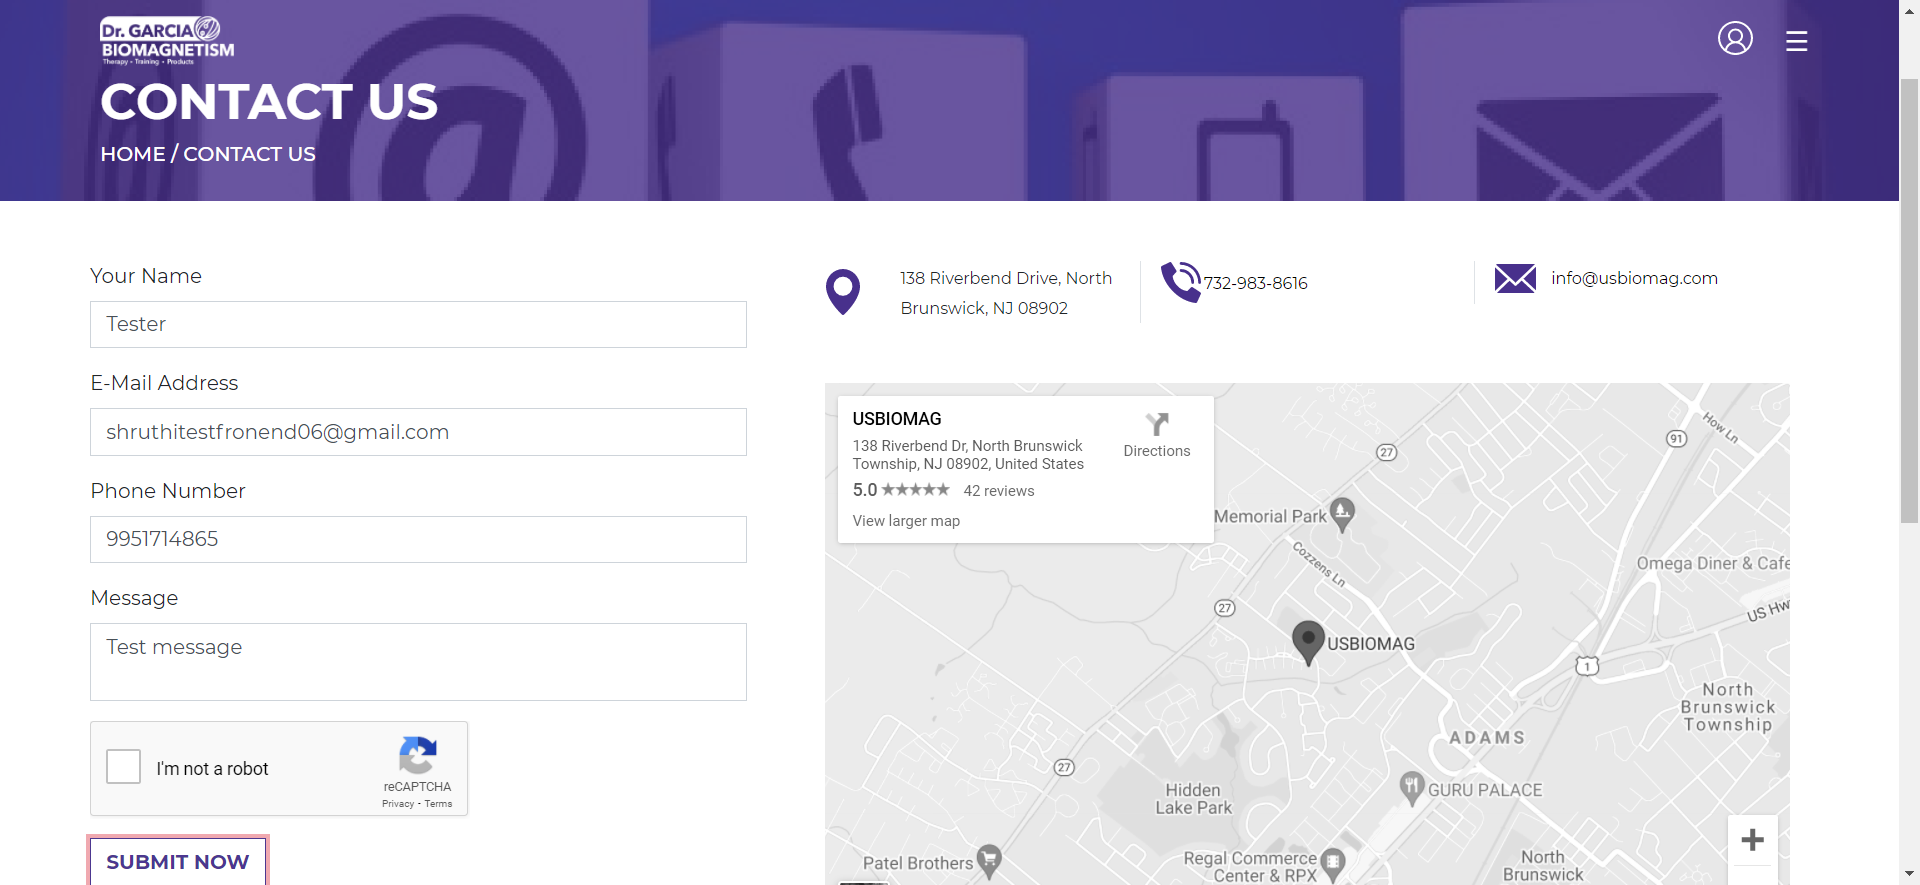 Dr. GARCIA
BIOMAGNETISM
Therapy • Training • Products
CONTACT US
HOME / CONTACT US
Your Name
Tester
E-Mail Address
shruthitestfronend06@gmail.com
Phone Number
9951714865
Message
Test message
I'm not a robot
reCAPTCHA
Privacy - Terms
SUBMIT NOW
138 Riverbend Drive, North
Brunswick, NJ 08902
732-983-8616
info@usbiomag.com
USBIOMAG
138 Riverbend Dr, North Brunswick
Township, NJ 08902, United States
5.0 ★★★★★ 42 reviews
View larger map
Directions
How Ln
91
27
Memorial Park
Cozzens Ln
Omega Diner & Cafe
27
US Hw
USBIOMAG
1
North
Brunswick
Township
ADAMS
27
Hidden
Lake Park
GURU PALACE
Patel Brothers
Regal Commerce
Center & RPX
North
Brunswick